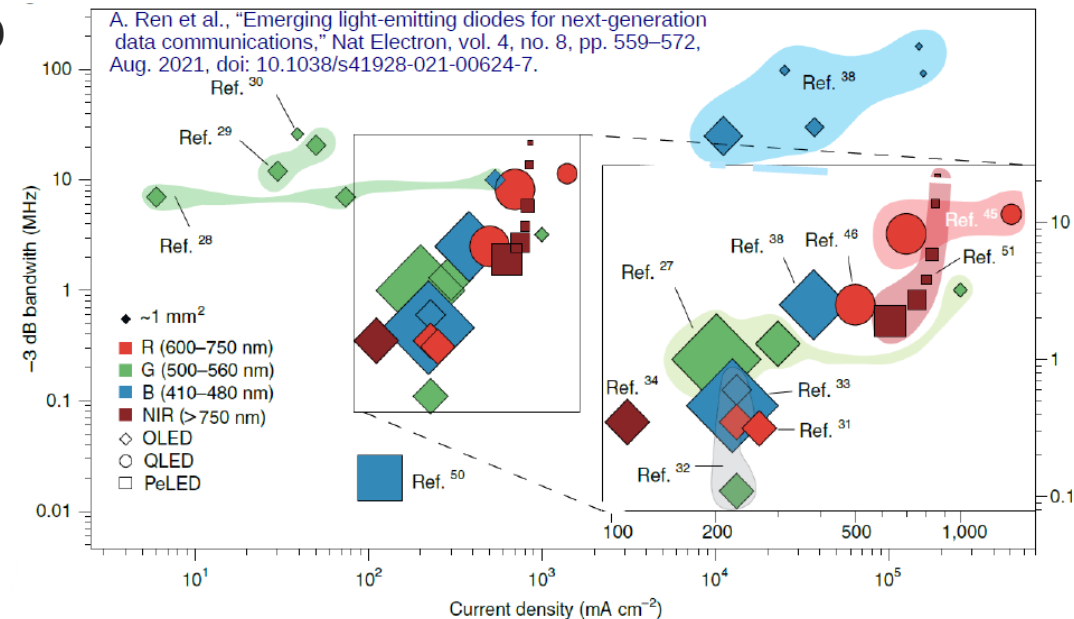 A. Ren et al., “Emerging light-emitting diodes for next-generation
data communications,” Nat Electron, vol. 4, no. 8, pp. 559–572,
Aug. 2021, doi: 10.1038/s41928-021-00624-7.
−3 dB bandwith (MHz)
100
10
1
0.1
0.01
Ref. 30
Ref. 29
Ref. 28
Ref. 38
~1 mm²
R (600–750 nm)
G (500–560 nm)
B (410–480 nm)
NIR (>750 nm)
OLED
QLED
PeLED
Ref. 50
Ref. 45
Ref. 38
Ref. 46
Ref. 51
Ref. 27
Ref. 34
Ref. 33
Ref. 31
Ref. 32
10
1
0.1
100 200 500 1,000
10¹ 10² 10³ 10⁴ 10⁵
Current density (mA cm⁻²)